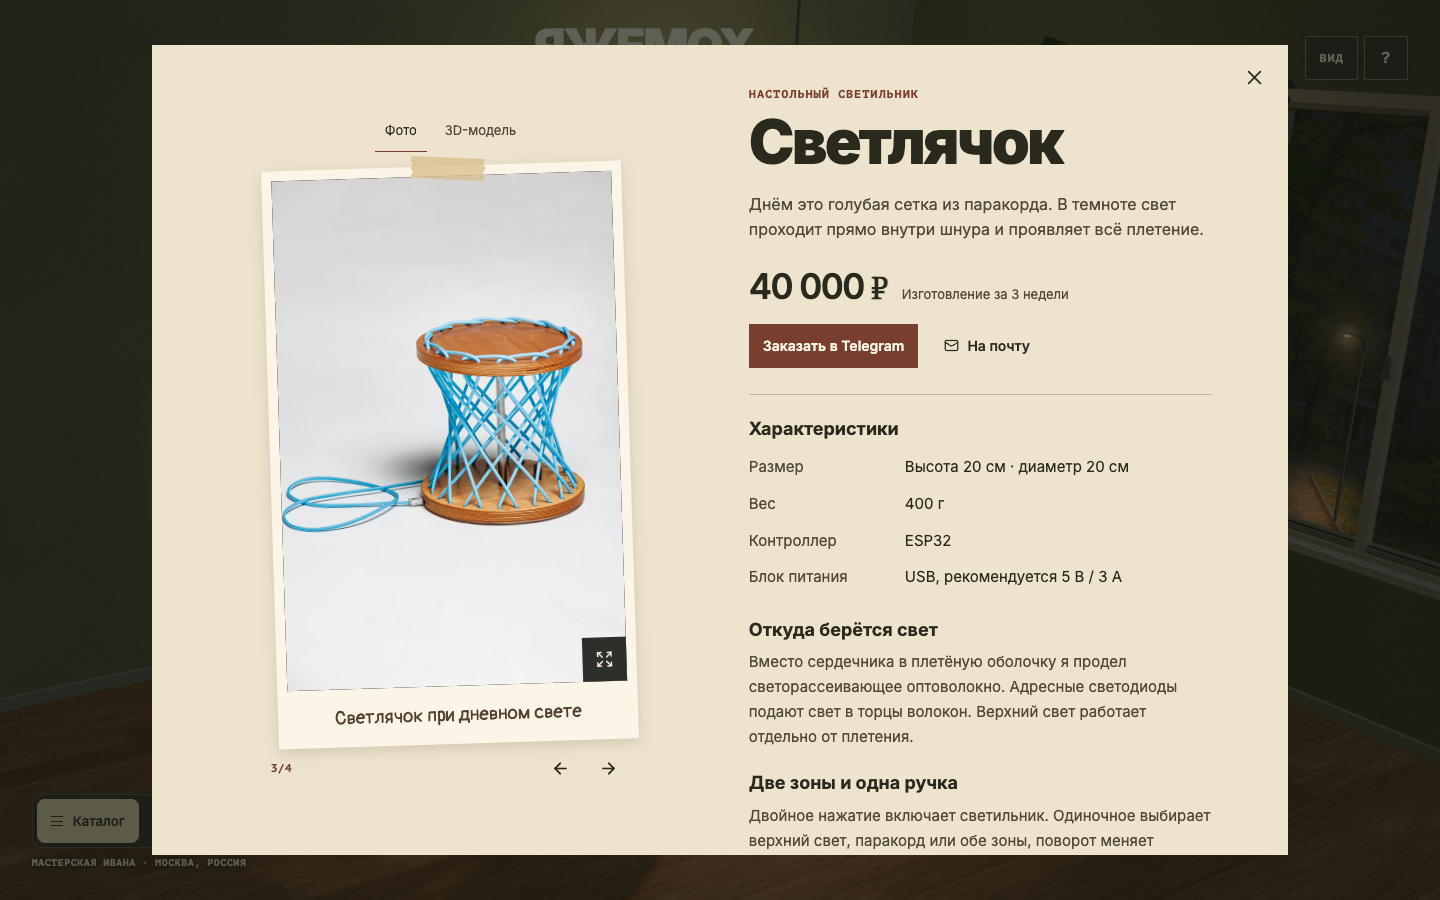 ЯЖЕМОХ
ВИД
?
Фото
3D-модель
Светлячок при дневном свете
3/4
НАСТОЛЬНЫЙ СВЕТИЛЬНИК
Светлячок
Днём это голубая сетка из паракорда. В темноте свет
проходит прямо внутри шнура и проявляет всё плетение.
40 000 ₽
Изготовление за 3 недели
Заказать в Telegram
На почту
Характеристики
Размер
Высота 20 см · диаметр 20 см
Вес
400 г
Контроллер
ESP32
Блок питания
USB, рекомендуется 5 В / 3 А
Откуда берётся свет
Вместо сердечника в плетёную оболочку я продел
светорассеивающее оптоволокно. Адресные светодиоды
подают свет в торцы волокон. Верхний свет работает
отдельно от плетения.
Две зоны и одна ручка
Двойное нажатие включает светильник. Одиночное выбирает
верхний свет, паракорд или обе зоны, поворот меняет
Каталог
МАСТЕРСКАЯ ИВАНА · МОСКВА, РОССИЯ